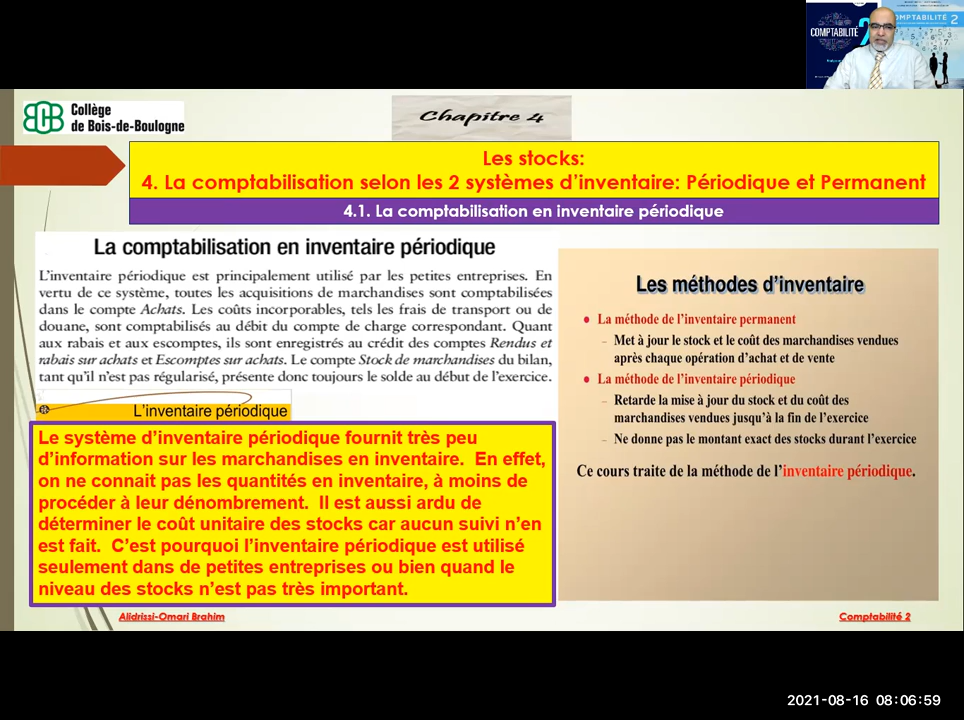 COMPTABILITÉ
COMPTABILITÉ 2
Collège
de Bois-de-Boulogne
Chapitre 4
Les stocks:
4. La comptabilisation selon les 2 systèmes d’inventaire: Périodique et Permanent
4.1. La comptabilisation en inventaire périodique
La comptabilisation en inventaire périodique
L’inventaire périodique est principalement utilisé par les petites entreprises. En
vertu de ce système, toutes les acquisitions de marchandises sont comptabilisées
dans le compte Achats. Les coûts incorporables, tels les frais de transport ou de
douane, sont comptabilisés au débit du compte de charge correspondant. Quant
aux rabais et aux escomptes, ils sont enregistrés au crédit des comptes Rendus et
rabais sur achats et Escomptes sur achats. Le compte Stock de marchandises du bilan,
tant qu’il n’est pas régularisé, présente donc toujours le solde au début de l’exercice.
L’inventaire périodique
Le système d’inventaire périodique fournit très peu
d’information sur les marchandises en inventaire. En effet,
on ne connait pas les quantités en inventaire, à moins de
procéder à leur dénombrement. Il est aussi ardu de
déterminer le coût unitaire des stocks car aucun suivi n’en
est fait. C’est pourquoi l’inventaire périodique est utilisé
seulement dans de petites entreprises ou bien quand le
niveau des stocks n’est pas très important.
Les méthodes d’inventaire
• La méthode de l’inventaire permanent
– Met à jour le stock et le coût des marchandises vendues
après chaque opération d’achat et de vente
• La méthode de l’inventaire périodique
– Retarde la mise à jour du stock et du coût des
marchandises vendues jusqu’à la fin de l’exercice
– Ne donne pas le montant exact des stocks durant l’exercice
Ce cours traite de la méthode de l’inventaire périodique.
Alidrissi-Omari Brahim
Comptabilité 2
2021-08-16 08:06:59